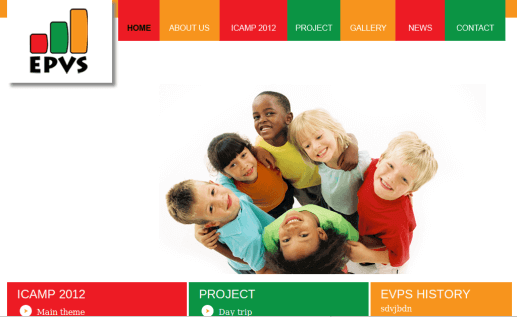 HOME ABOUT US ICAMP 2012 PROJECT GALLERY NEWS CONTACT
EPVS
ICAMP 2012 PROJECT EVPS HISTORY
Main theme Day trip sdvjbdn